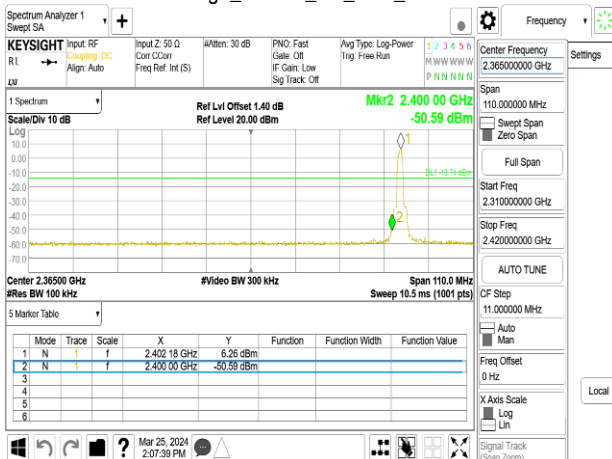 Spectrum Analyzer 1
Swept SA
+
Frequency
KEYSIGHT Input: RF
RL Coupling: DC
Align: Auto
Input Z: 50 Ω
Corr CCorr
Freq Ref: Int (S)
#Atten: 30 dB
PNO: Fast
Gate: Off
IF Gain: Low
Sig Track: Off
Avg Type: Log-Power
Trig: Free Run
1 2 3 4 5 6
M W W W W W
P N N N N N
1 Spectrum
Scale/Div 10 dB
Ref Lvl Offset 1.40 dB
Ref Level 20.00 dBm
Mkr2 2.400 00 GHz
-50.59 dBm
Log
10.0
0.00
-10.0
-20.0
-30.0
-40.0
-50.0
-60.0
-70.0
1
DL1 -13.74 dBm
2
Center 2.36500 GHz
#Res BW 100 kHz
#Video BW 300 kHz
Span 110.0 MHz
Sweep 10.5 ms (1001 pts)
5 Marker Table
Mode Trace Scale X Y Function Function Width Function Value
1 N 1 f 2.402 18 GHz 6.26 dBm
2 N 1 f 2.400 00 GHz -50.59 dBm
3
4
5
6
Mar 25, 2024
2:07:39 PM
?
Center Frequency
2.365000000 GHz
Span
110.000000 MHz
Swept Span
Zero Span
Full Span
Start Freq
2.310000000 GHz
Stop Freq
2.420000000 GHz
AUTO TUNE
CF Step
11.000000 MHz
Auto
Man
Freq Offset
0 Hz
X Axis Scale
Log
Lin
Signal Track
(Span Zoom)
Settings
Local